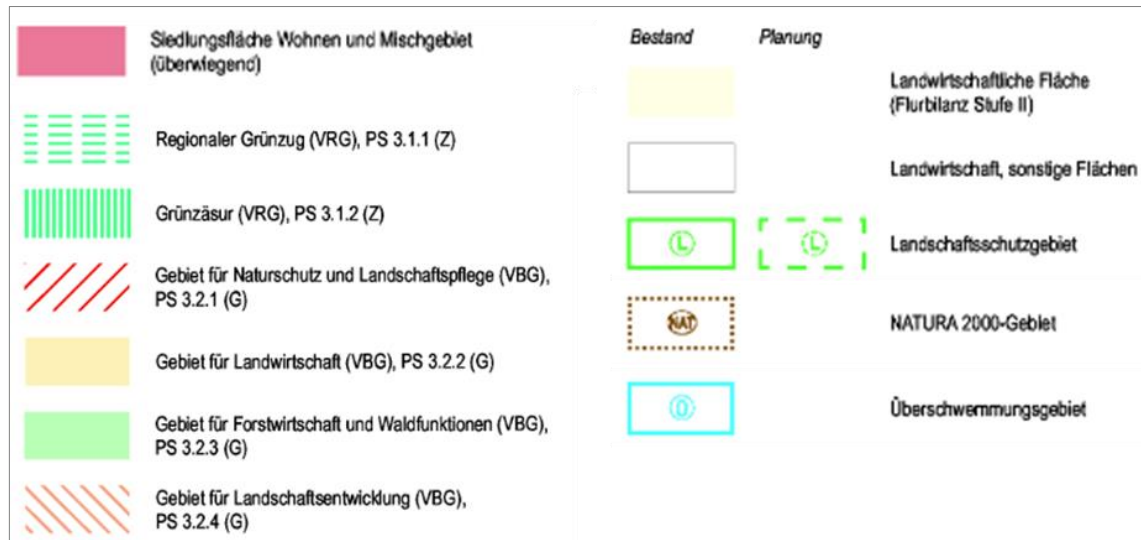 Siedlungsfläche Wohnen und Mischgebiet
(überwiegend)
Regionaler Grünzug (VRG), PS 3.1.1 (Z)
Grünzäsur (VRG), PS 3.1.2 (Z)
Gebiet für Naturschutz und Landschaftspflege (VBG),
PS 3.2.1 (G)
Gebiet für Landwirtschaft (VBG), PS 3.2.2 (G)
Gebiet für Forstwirtschaft und Waldfunktionen (VBG),
PS 3.2.3 (G)
Gebiet für Landschaftsentwicklung (VBG),
PS 3.2.4 (G)
Bestand Planung
Landwirtschaftliche Fläche
(Flurbilanz Stufe II)
Landwirtschaft, sonstige Flächen
L L Landschaftsschutzgebiet
NAT NATURA 2000-Gebiet
Ü Überschwemmungsgebiet